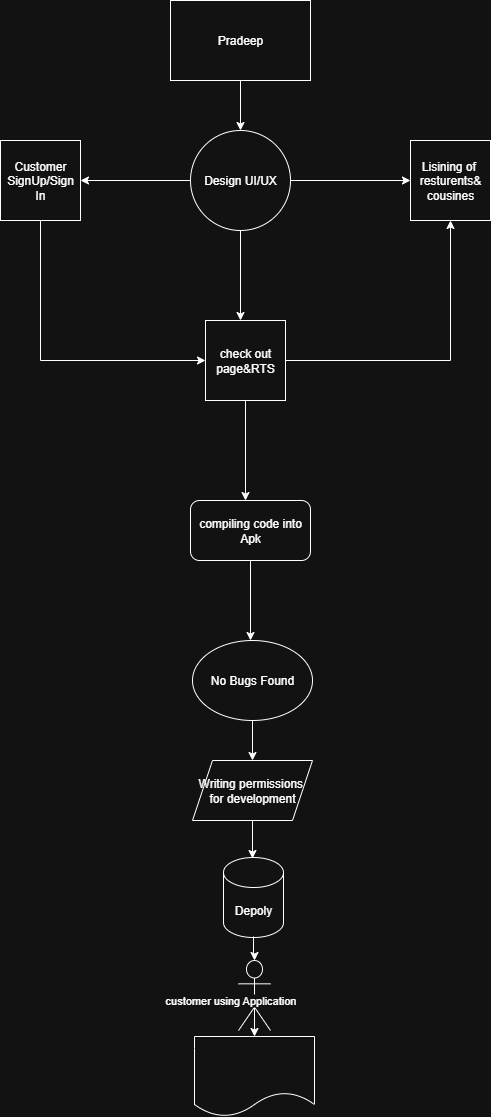 Pradeep
Customer
SignUp/Sign
In
Design UI/UX
Lisining of
resturents&
cousines
check out
page&RTS
compiling code into
Apk
No Bugs Found
Writing permissions
for development
Depoly
customer using Application